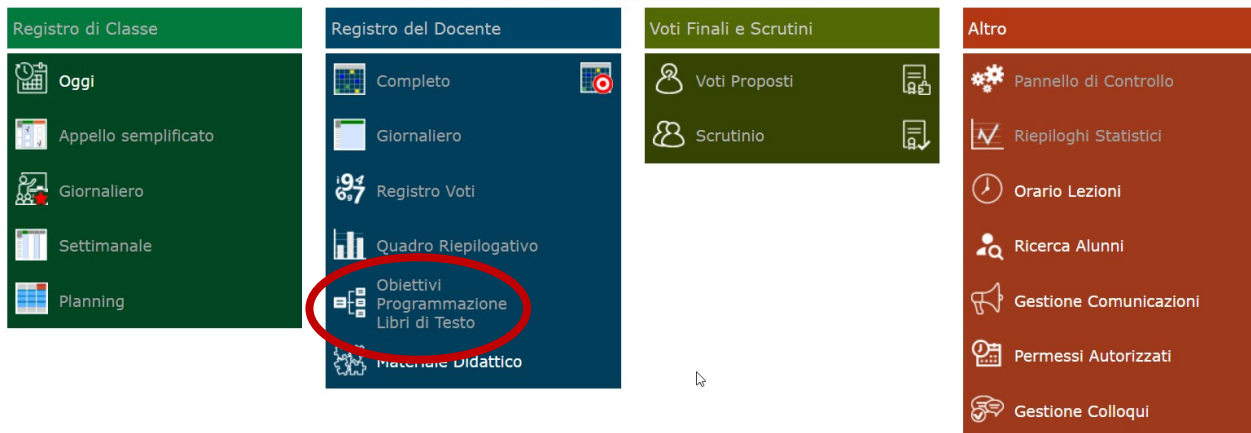 Registro di Classe
Oggi
Appello semplificato
Giornaliero
Settimanale
Planning
Registro del Docente
Completo
Giornaliero
Registro Voti
Quadro Riepilogativo
Obiettivi
Programmazione
Libri di Testo
Materiale Didattico
Voti Finali e Scrutini
Voti Proposti
Scrutinio
Altro
Pannello di Controllo
Riepiloghi Statistici
Orario Lezioni
Ricerca Alunni
Gestione Comunicazioni
Permessi Autorizzati
Gestione Colloqui